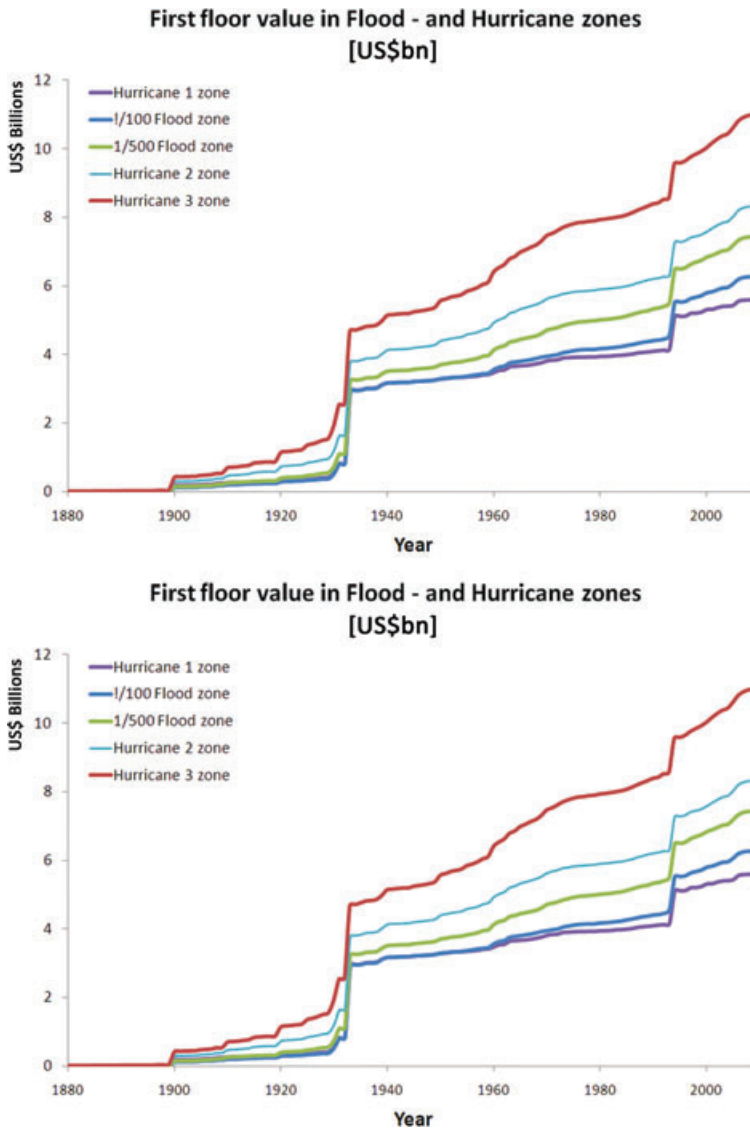 First floor value in Flood - and Hurricane zones
[US$bn]
US$ Billions
12
10
8
6
4
2
0
Hurricane 1 zone
!/100 Flood zone
1/500 Flood zone
Hurricane 2 zone
Hurricane 3 zone
1880 1900 1920 1940 1960 1980 2000
Year
First floor value in Flood - and Hurricane zones
[US$bn]
US$ Billions
12
10
8
6
4
2
0
Hurricane 1 zone
!/100 Flood zone
1/500 Flood zone
Hurricane 2 zone
Hurricane 3 zone
1880 1900 1920 1940 1960 1980 2000
Year